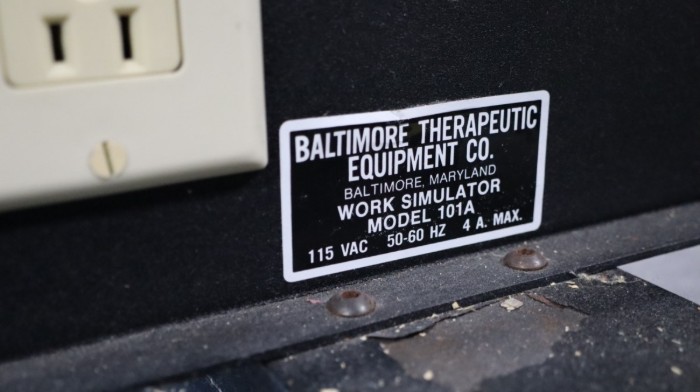 BALTIMORE THERAPEUTIC
EQUIPMENT CO.
BALTIMORE, MARYLAND
WORK SIMULATOR
MODEL 101A
115 VAC 50-60 HZ 4 A. MAX.